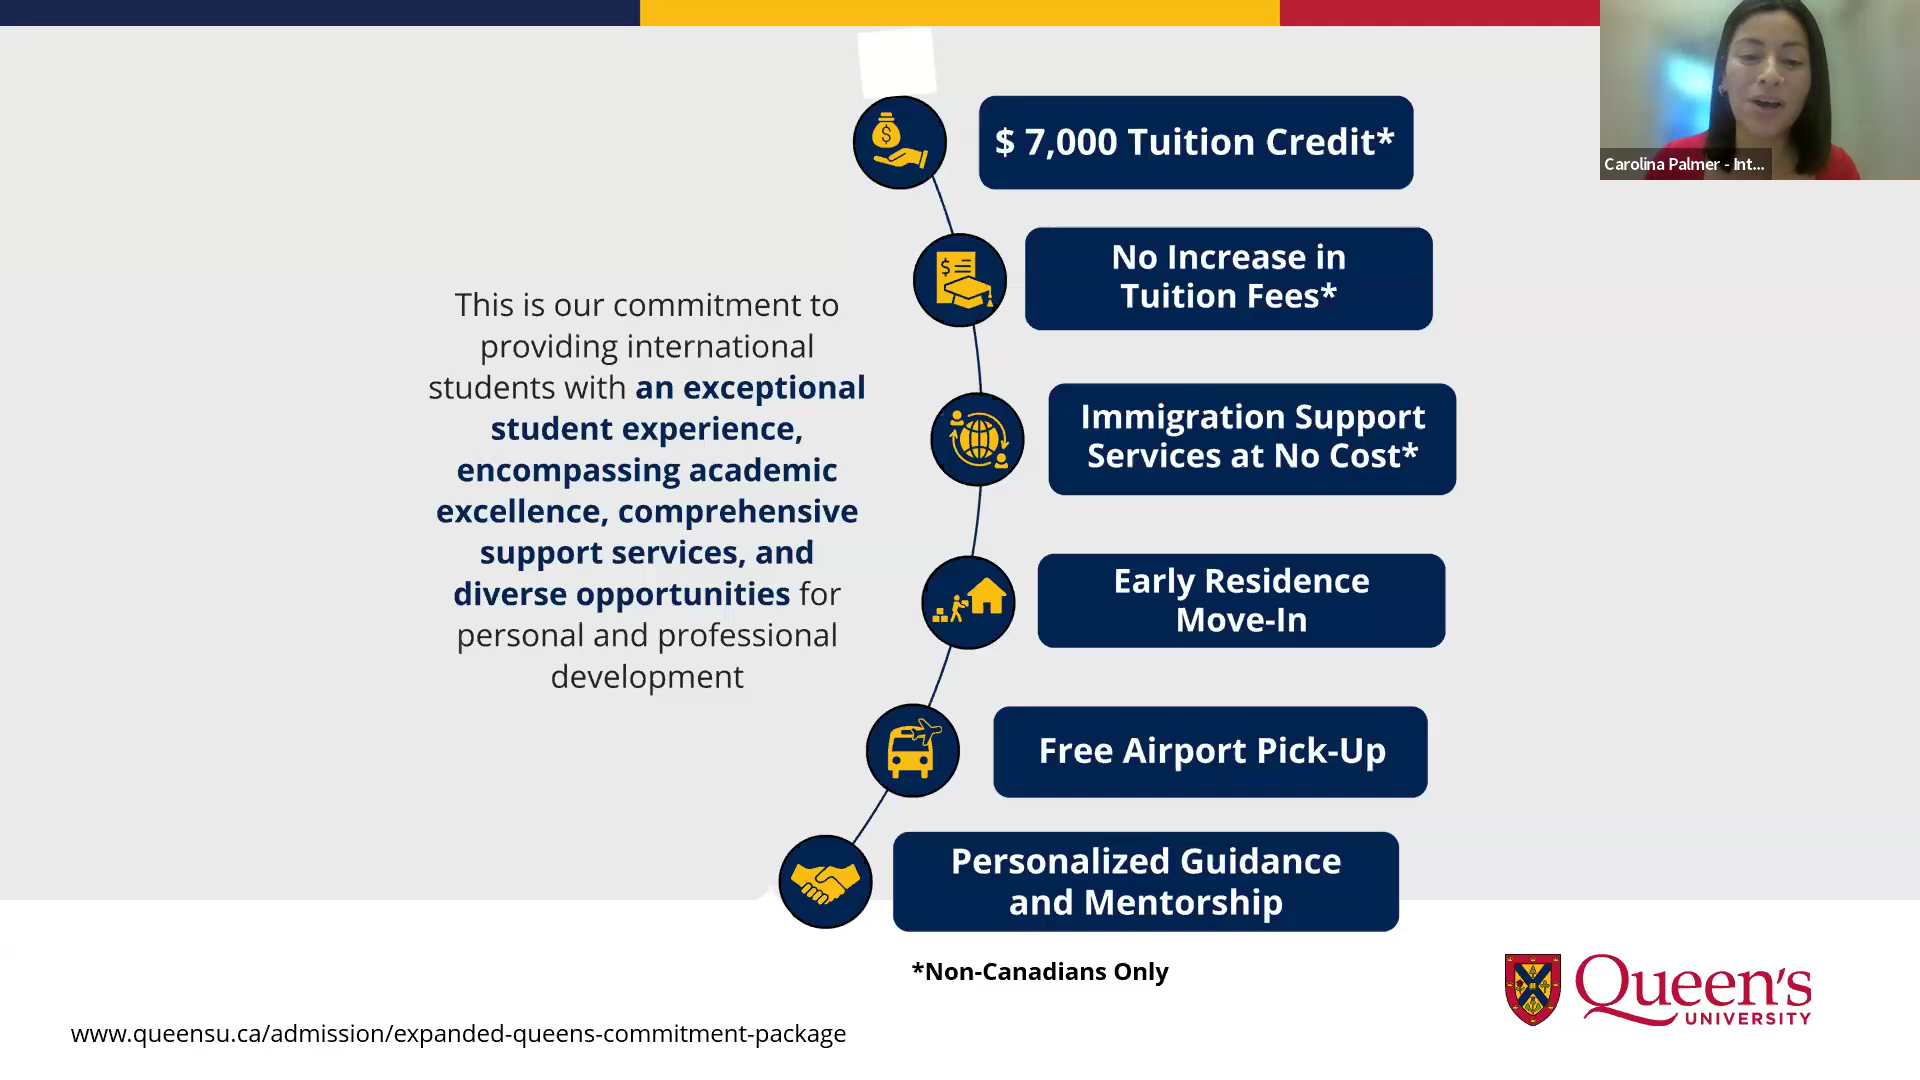 Carolina Palmer - Int...
This is our commitment to
providing international
students with an exceptional
student experience,
encompassing academic
excellence, comprehensive
support services, and
diverse opportunities for
personal and professional
development
$ 7,000 Tuition Credit*
$
No Increase in
Tuition Fees*
$
Immigration Support
Services at No Cost*
Early Residence
Move-In
Free Airport Pick-Up
Personalized Guidance
and Mentorship
*Non-Canadians Only
Queen's
UNIVERSITY
www.queensu.ca/admission/expanded-queens-commitment-package